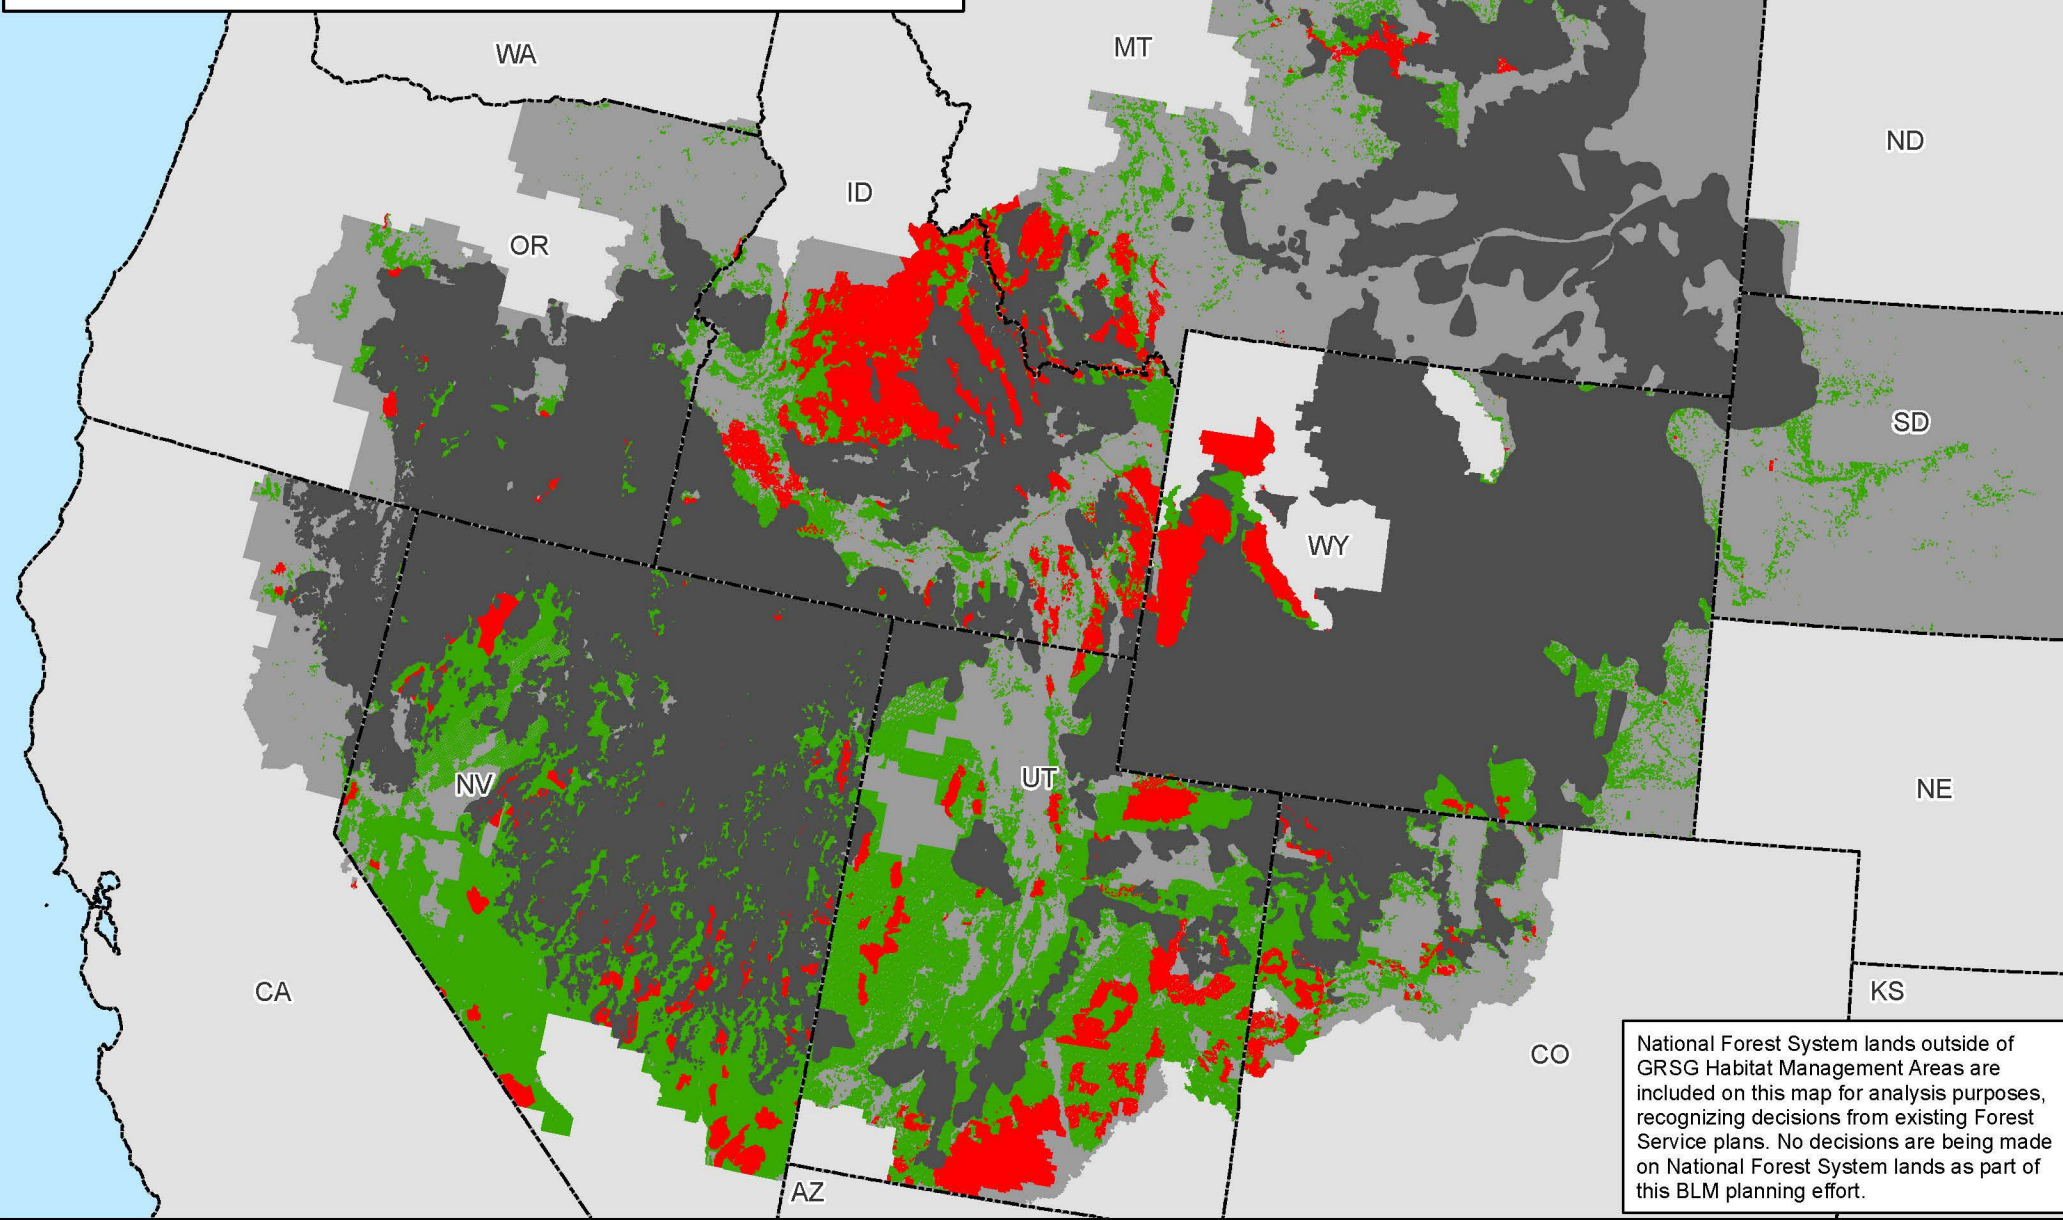 WA
MT
ND
ID
OR
SD
WY
UT
NV
NE
CA
KS
CO
AZ
National Forest System lands outside of
GRSG Habitat Management Areas are
included on this map for analysis purposes,
recognizing decisions from existing Forest
Service plans. No decisions are being made
on National Forest System lands as part of
this BLM planning effort.